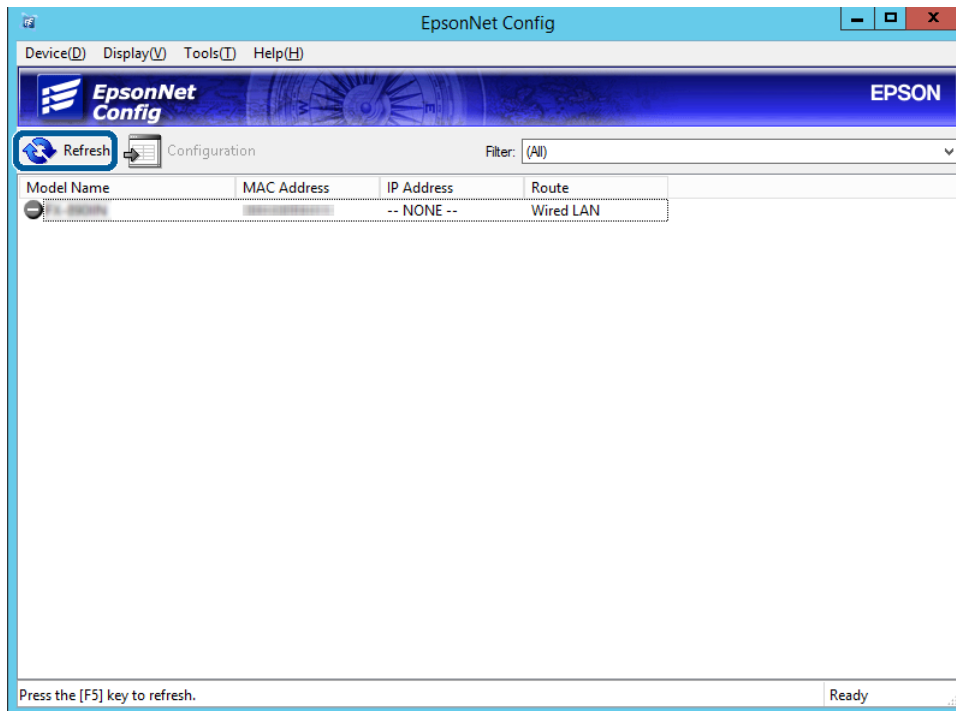 EpsonNet Config
Device(D) Display(V) Tools(T) Help(H)
EpsonNet
Config
EPSON
Refresh Configuration Filter: (All)
Model Name MAC Address IP Address Route
-- NONE -- Wired LAN
Press the [F5] key to refresh. Ready